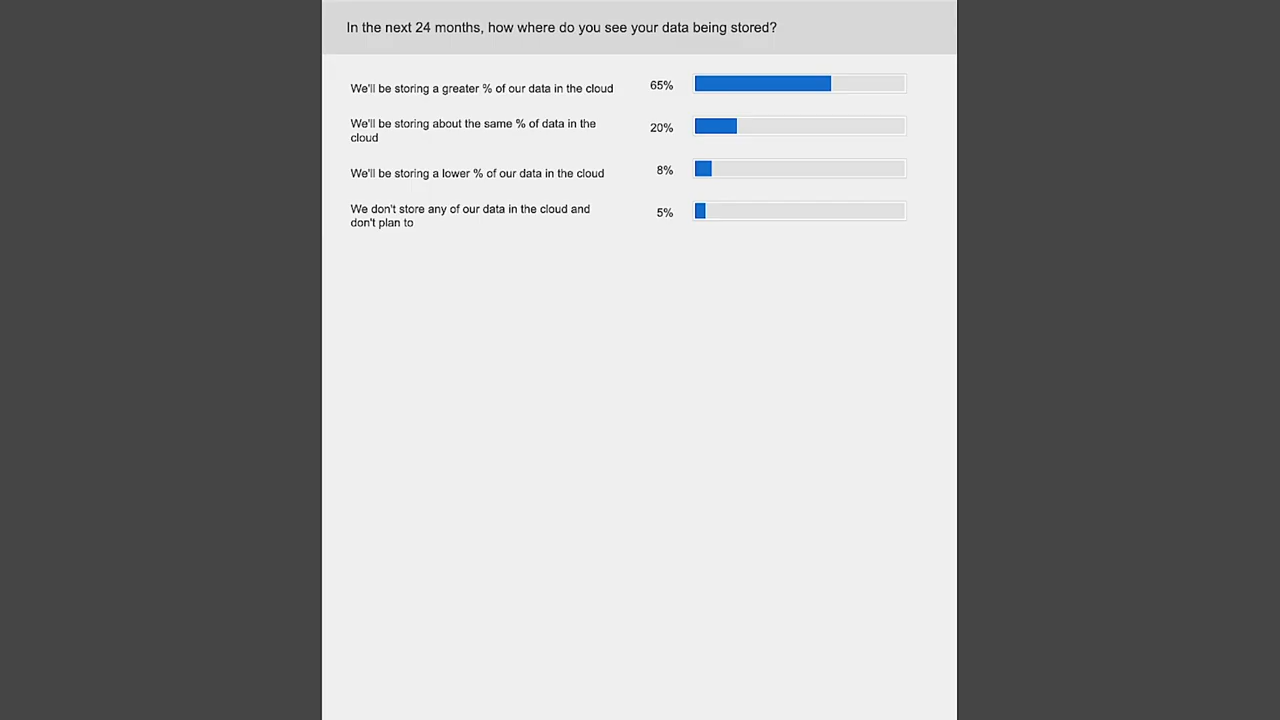 In the next 24 months, how where do you see your data being stored?
We'll be storing a greater % of our data in the cloud 65%
We'll be storing about the same % of data in the
cloud
20%
We'll be storing a lower % of our data in the cloud 8%
We don't store any of our data in the cloud and
don't plan to
5%